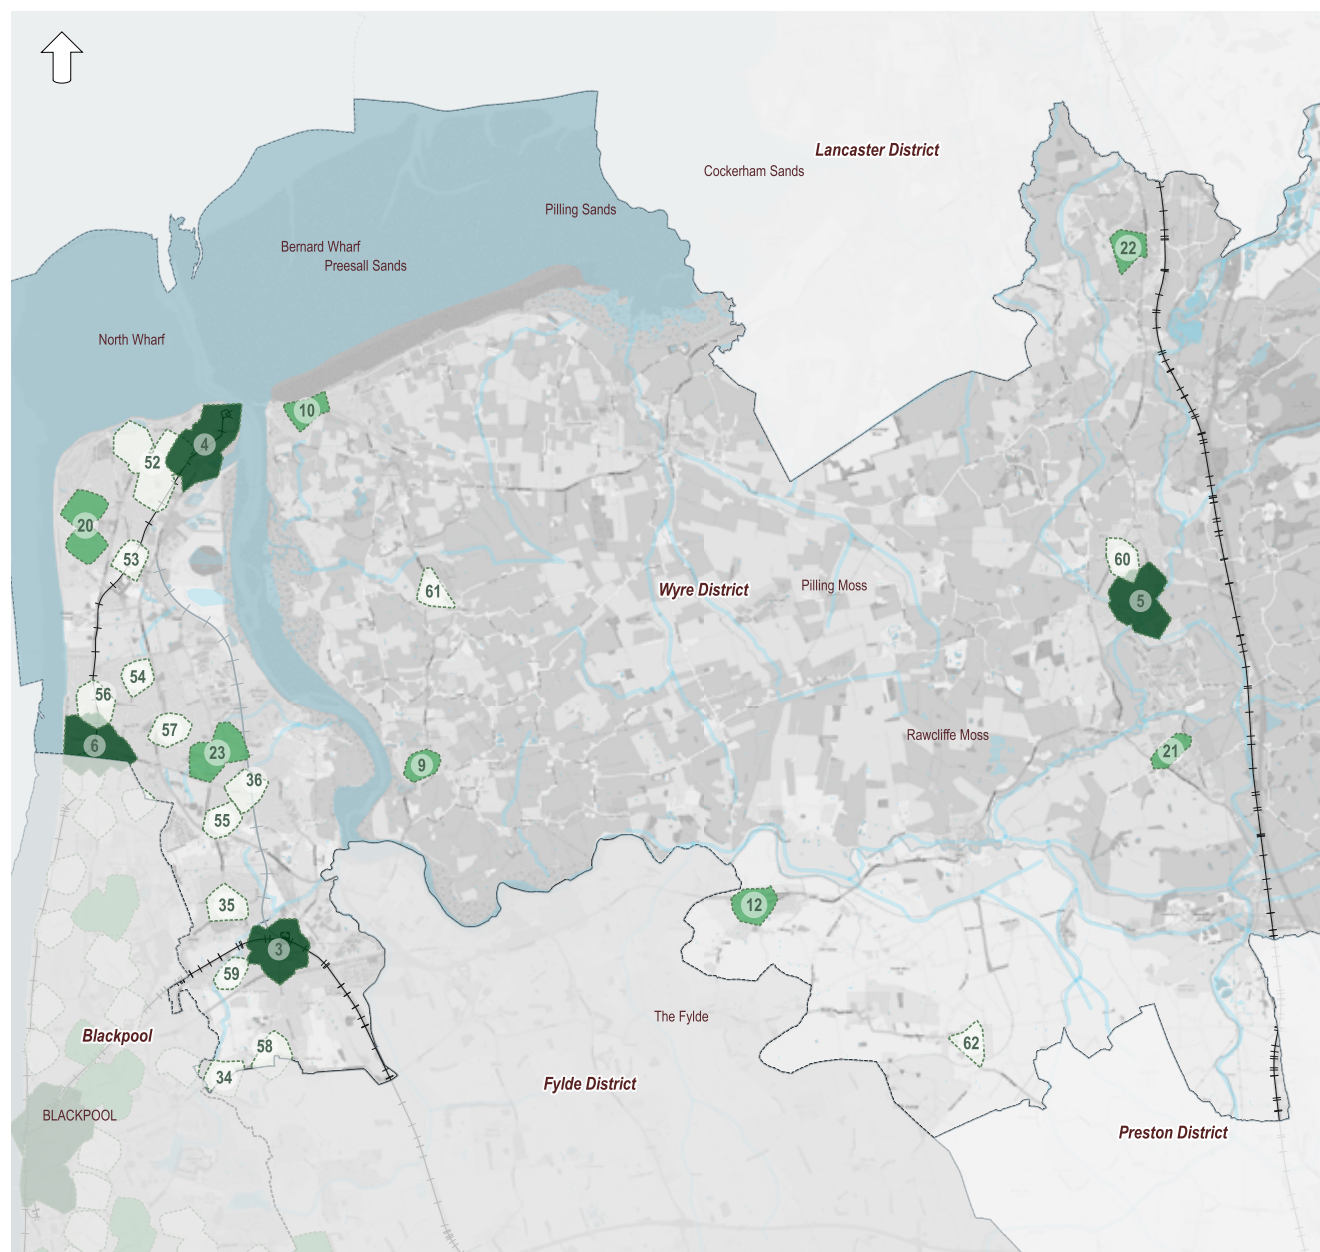 Lancaster District
Cockerham Sands
Pilling Sands
Bernard Wharf
Preesall Sands
22
North Wharf
10
4
52
20
53
60
61
Wyre District
Pilling Moss
5
54
56
57
6
23
Rawcliffe Moss
21
9
36
55
35
12
3
59
The Fylde
Blackpool
58
62
34
Fylde District
BLACKPOOL
Preston District